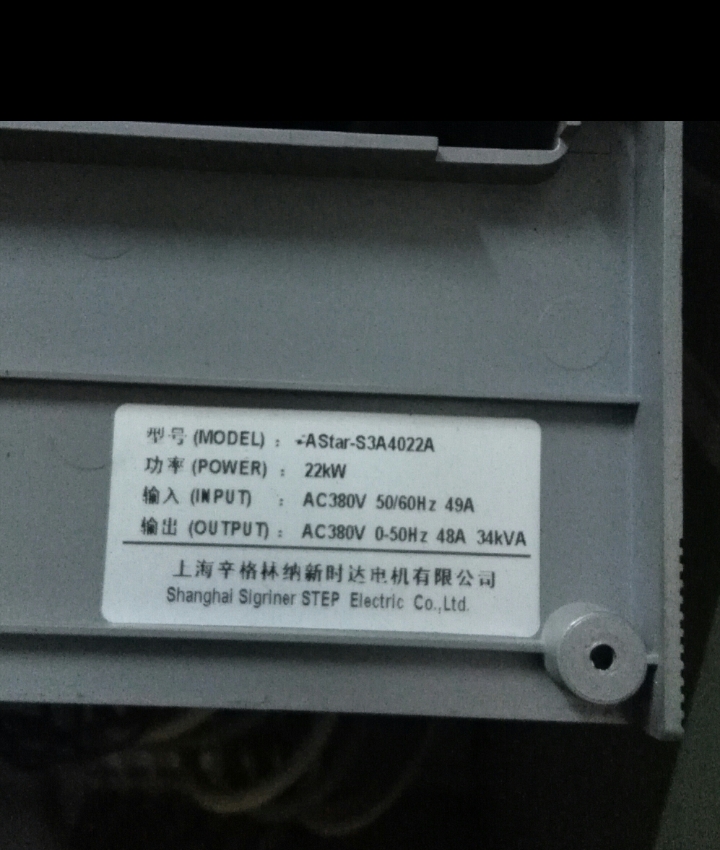 型号 (MODEL) : AStar-S3A4022A
功率 (POWER) : 22kW
输入 (INPUT) : AC380V 50/60Hz 49A
输出 (OUTPUT) : AC380V 0-50Hz 48A 34kVA
上海辛格林纳新时达电机有限公司
Shanghai Sigriner STEP Electric Co.,Ltd.